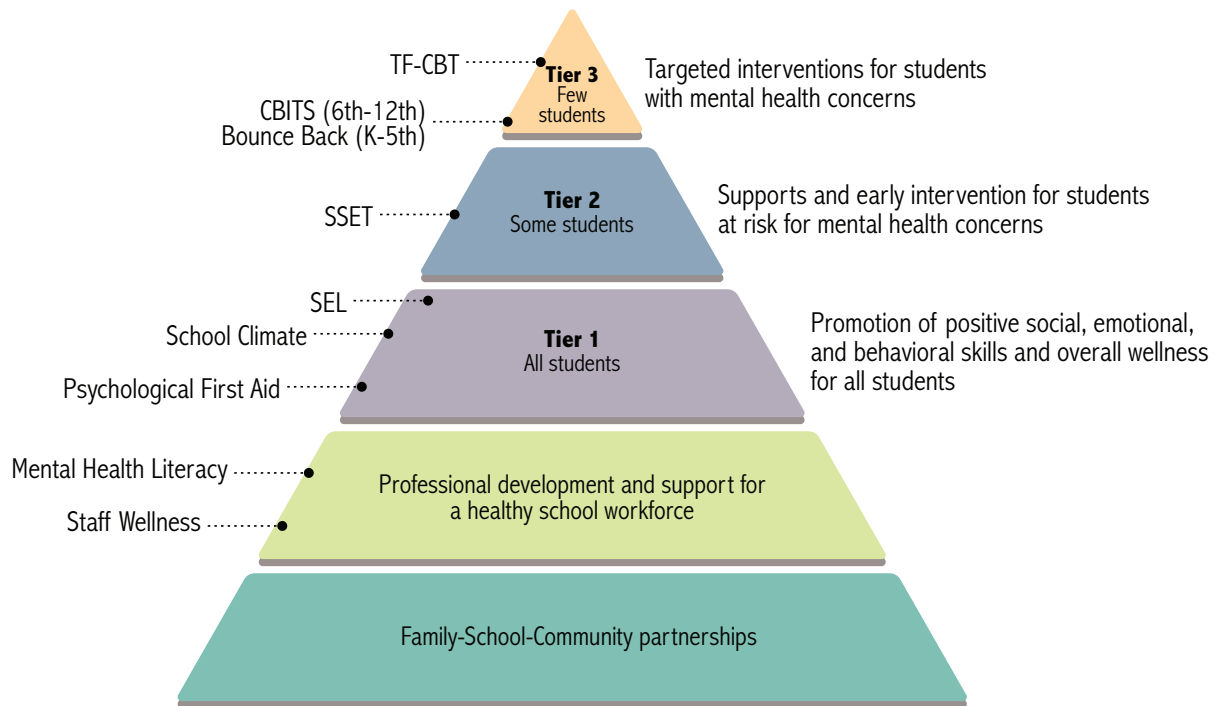 TF-CBT
CBITS (6th-12th)
Bounce Back (K-5th)
Tier 3
Few
students
Targeted interventions for students
with mental health concerns
SSET
Tier 2
Some students
Supports and early intervention for students
at risk for mental health concerns
SEL
School Climate
Psychological First Aid
Tier 1
All students
Promotion of positive social, emotional,
and behavioral skills and overall wellness
for all students
Mental Health Literacy
Staff Wellness
Professional development and support for
a healthy school workforce
Family-School-Community partnerships